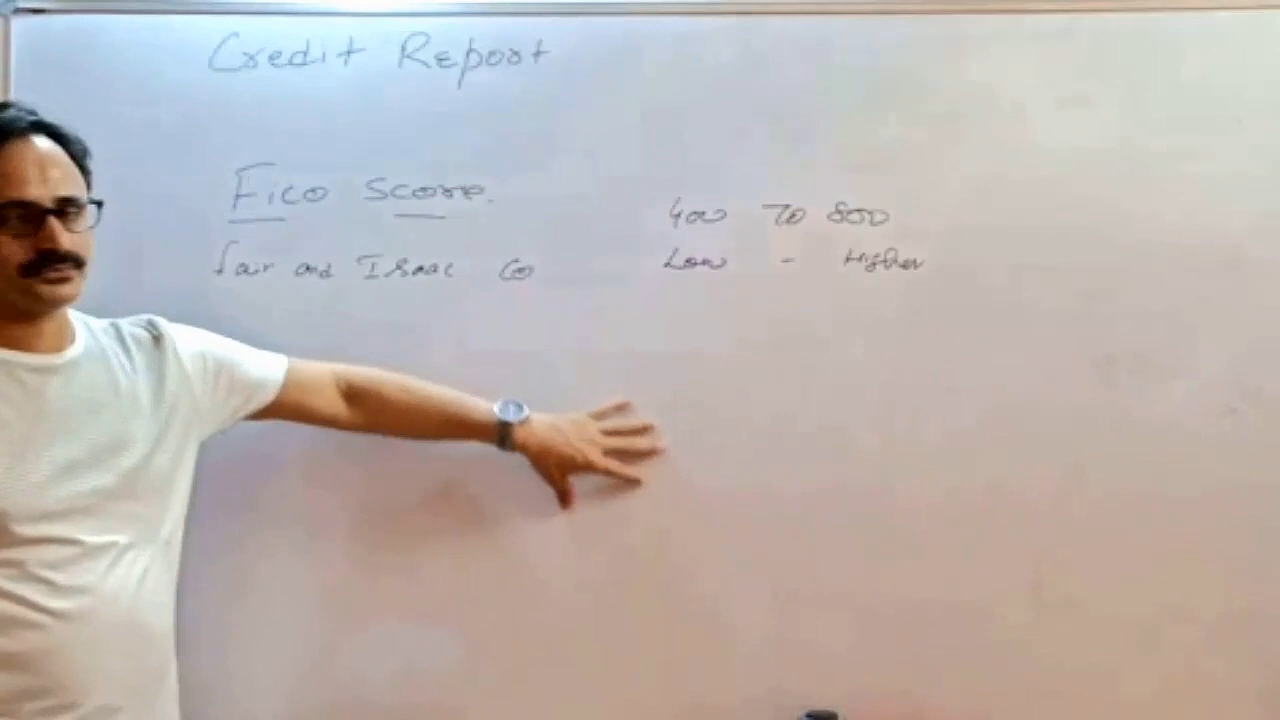 Credit Report
Fico Score.
fair and Isaac Co
400 To 800
Low - Higher